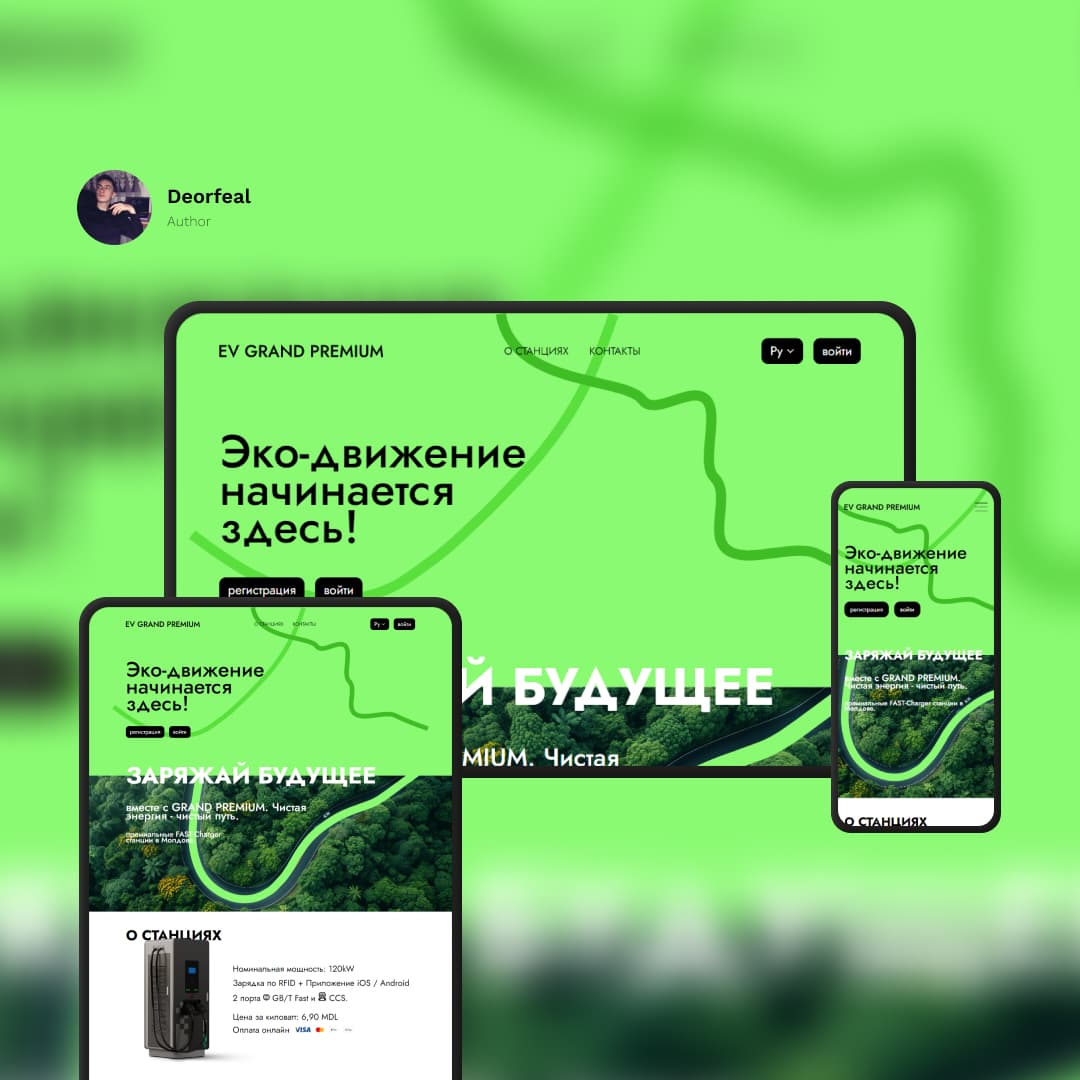 Deorfeal
Author
EV GRAND PREMIUM
О СТАНЦИЯХ КОНТАКТЫ
Ру войти
Эко-движение
начинается
здесь!
регистрация войти
Й БУДУЩЕЕ
MIUM. Чистая
EV GRAND PREMIUM
Эко-движение
начинается
здесь!
регистрация войти
ЗАРЯЖАЙ БУДУЩЕЕ
вместе с GRAND PREMIUM.
Чистая энергия - чистый путь.
премиальные FAST-Charger станции в
Молдове.
О СТАНЦИЯХ
EV GRAND PREMIUM
О СТАНЦИЯХ КОНТАКТЫ
Ру войти
Эко-движение
начинается
здесь!
регистрация войти
ЗАРЯЖАЙ БУДУЩЕЕ
вместе с GRAND PREMIUM. Чистая
энергия - чистый путь.
премиальные FAST-Charger
станции в Молдове.
О СТАНЦИЯХ
Номинальная мощность: 120kW
Зарядка по RFID + Приложение iOS / Android
2 порта GB/T Fast и CCS.
Цена за киловатт: 6,90 MDL
Оплата онлайн VISA